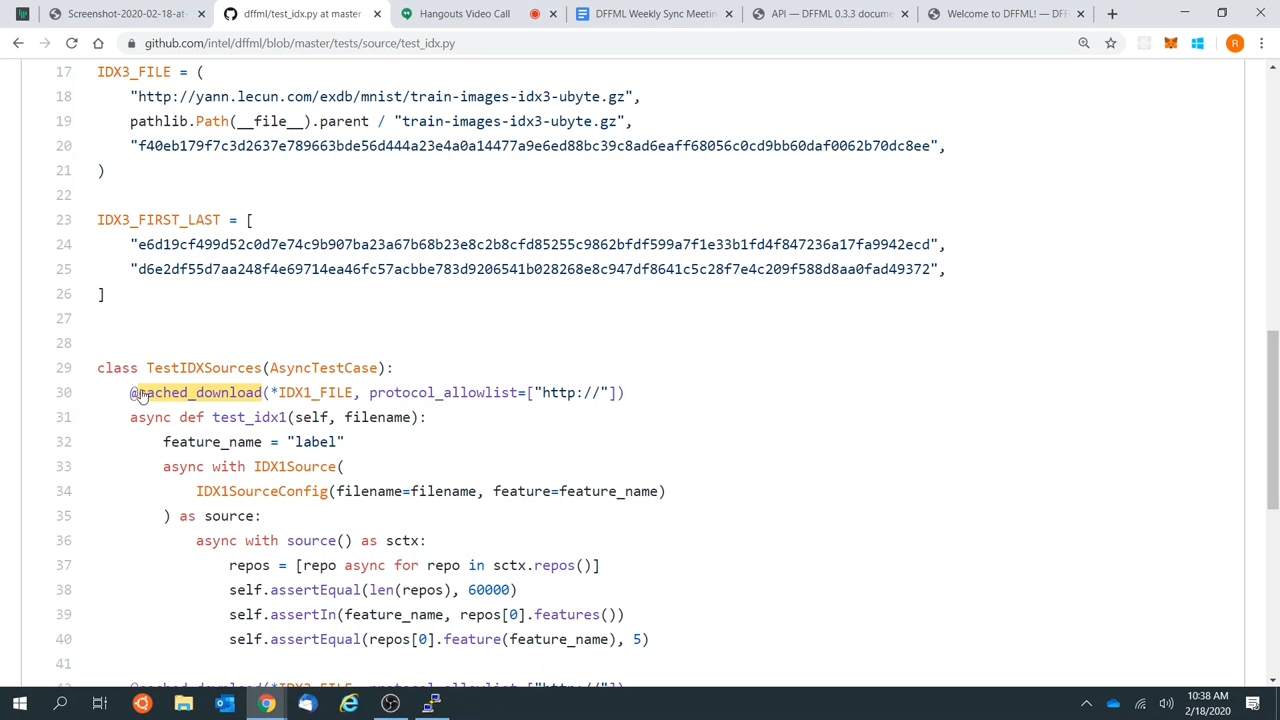 Screenshot-2020-02-18-at-
dffml/test_idx.py at master
Hangouts Video Call
DFFML Weekly Sync Meetin
API — DFFML 0.3.3 docume
Welcome to DFFML! — DFF
github.com/intel/dffml/blob/master/tests/source/test_idx.py
R
17 IDX3_FILE = (
18 "http://yann.lecun.com/exdb/mnist/train-images-idx3-ubyte.gz",
19 pathlib.Path(__file__).parent / "train-images-idx3-ubyte.gz",
20 "f40eb179f7c3d2637e789663bde56d444a23e4a0a14477a9e6ed88bc39c8ad6eaff68056c0cd9bb60daf0062b70dc8ee",
21 )
22
23 IDX3_FIRST_LAST = [
24 "e6d19cf499d52c0d7e74c9b907ba23a67b68b23e8c2b8cfd85255c9862bfdf599a7f1e33b1fd4f847236a17fa9942ecd",
25 "d6e2df55d7aa248f4e69714ea46fc57acbbe783d9206541b028268e8c947df8641c5c28f7e4c209f588d8aa0fad49372",
26 ]
27
28
29 class TestIDXSources(AsyncTestCase):
30 @cached_download(*IDX1_FILE, protocol_allowlist=["http://"])
31 async def test_idx1(self, filename):
32 feature_name = "label"
33 async with IDX1Source(
34 IDX1SourceConfig(filename=filename, feature=feature_name)
35 ) as source:
36 async with source() as sctx:
37 repos = [repo async for repo in sctx.repos()]
38 self.assertEqual(len(repos), 60000)
39 self.assertIn(feature_name, repos[0].features())
40 self.assertEqual(repos[0].feature(feature_name), 5)
41
42 @cached_download(*IDX3_FILE, protocol_allowlist=["http://"])
10:38 AM
2/18/2020